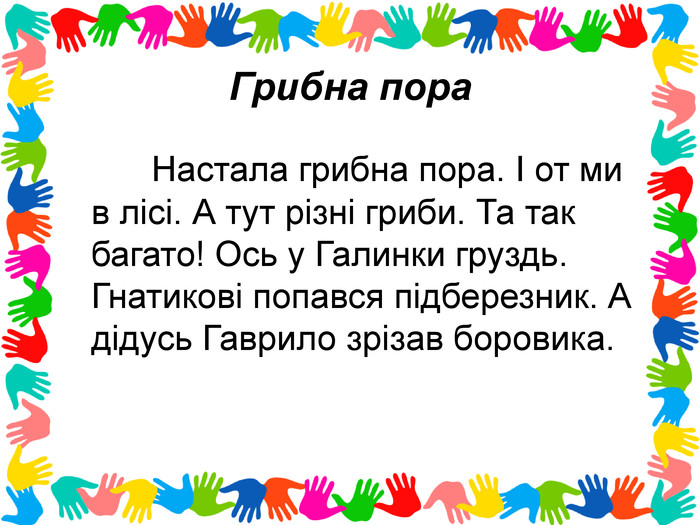 Грибна пора
Настала грибна пора. І от ми
в лісі. А тут різні гриби. Та так
багато! Ось у Галинки груздь.
Гнатикові попався підберезник. А
дідусь Гаврило зрізав боровика.